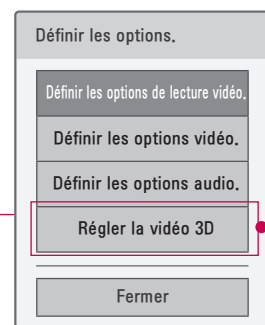 Définir les options.
Définir les options de lecture vidéo.
Définir les options vidéo.
Définir les options audio.
Régler la vidéo 3D
Fermer